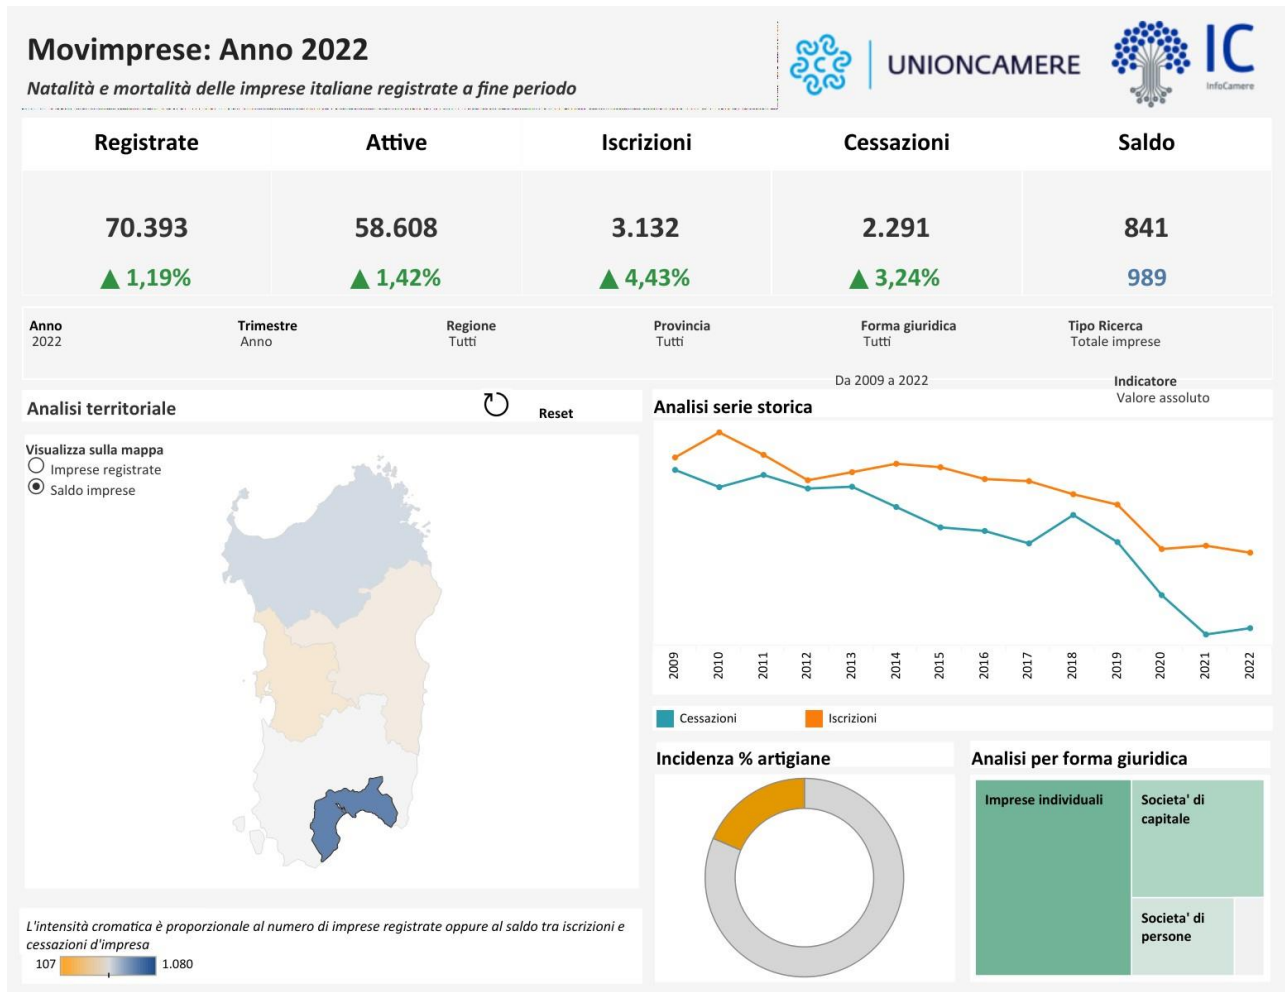 Movimprese: Anno 2022
Natalità e mortalità delle imprese italiane registrate a fine periodo
UNIONCAMERE
IC
InfoCamere
Registrate
Attive
Iscrizioni
Cessazioni
Saldo
70.393
58.608
3.132
2.291
841
▲ 1,19%
▲ 1,42%
▲ 4,43%
▲ 3,24%
989
Anno
2022
Trimestre
Anno
Regione
Tutti
Provincia
Tutti
Forma giuridica
Tutti
Tipo Ricerca
Totale imprese
Da 2009 a 2022
Indicatore
Valore assoluto
Analisi territoriale
Reset
Visualizza sulla mappa
Imprese registrate
Saldo imprese
L'intensità cromatica è proporzionale al numero di imprese registrate oppure al saldo tra iscrizioni e
cessazioni d'impresa
107
1.080
Analisi serie storica
2009
2010
2011
2012
2013
2014
2015
2016
2017
2018
2019
2020
2021
2022
Cessazioni
Iscrizioni
Incidenza % artigiane
Analisi per forma giuridica
Imprese individuali
Societa' di
capitale
Societa' di
persone